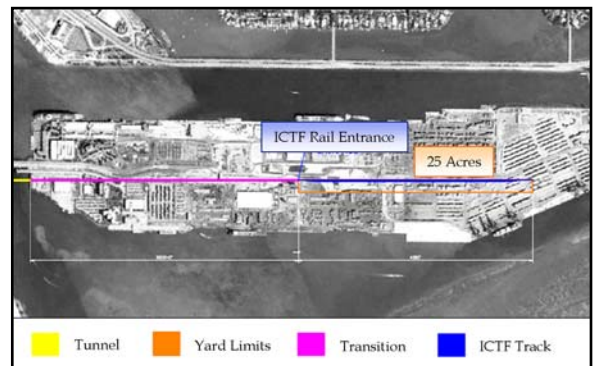 ICTF Rail Entrance
25 Acres
Tunnel
Yard Limits
Transition
ICTF Track